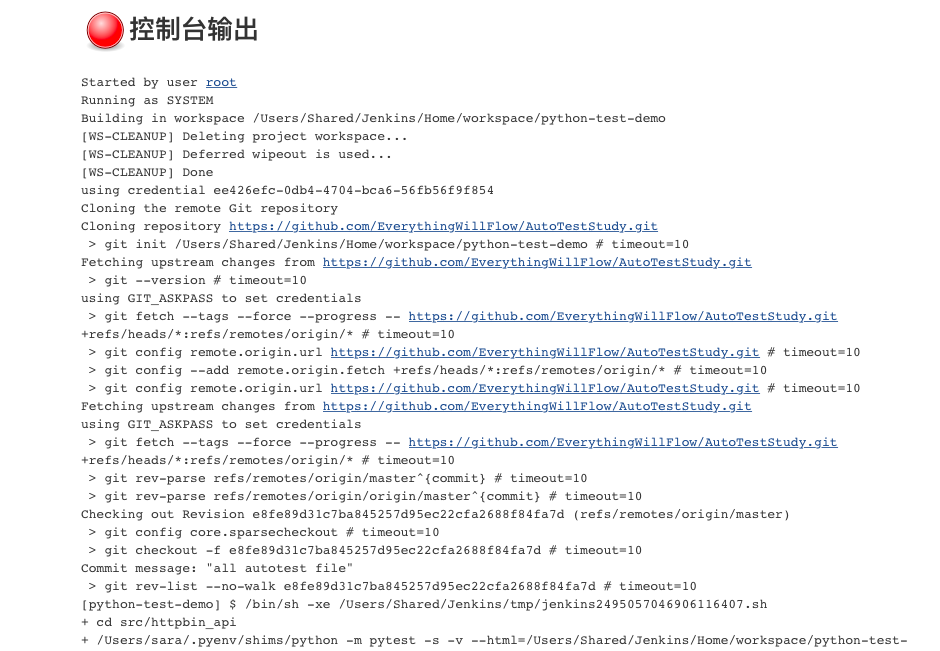 控制台输出
Started by user root
Running as SYSTEM
Building in workspace /Users/Shared/Jenkins/Home/workspace/python-test-demo
[WS-CLEANUP] Deleting project workspace...
[WS-CLEANUP] Deferred wipeout is used...
[WS-CLEANUP] Done
using credential ee426efc-0db4-4704-bca6-56fb56f9f854
Cloning the remote Git repository
Cloning repository https://github.com/EverythingWillFlow/AutoTestStudy.git
 > git init /Users/Shared/Jenkins/Home/workspace/python-test-demo # timeout=10
Fetching upstream changes from https://github.com/EverythingWillFlow/AutoTestStudy.git
 > git --version # timeout=10
using GIT_ASKPASS to set credentials
 > git fetch --tags --force --progress -- https://github.com/EverythingWillFlow/AutoTestStudy.git
+refs/heads/*:refs/remotes/origin/* # timeout=10
 > git config remote.origin.url https://github.com/EverythingWillFlow/AutoTestStudy.git # timeout=10
 > git config --add remote.origin.fetch +refs/heads/*:refs/remotes/origin/* # timeout=10
 > git config remote.origin.url https://github.com/EverythingWillFlow/AutoTestStudy.git # timeout=10
Fetching upstream changes from https://github.com/EverythingWillFlow/AutoTestStudy.git
using GIT_ASKPASS to set credentials
 > git fetch --tags --force --progress -- https://github.com/EverythingWillFlow/AutoTestStudy.git
+refs/heads/*:refs/remotes/origin/* # timeout=10
 > git rev-parse refs/remotes/origin/master^{commit} # timeout=10
 > git rev-parse refs/remotes/origin/origin/master^{commit} # timeout=10
Checking out Revision e8fe89d31c7ba845257d95ec22cfa2688f84fa7d (refs/remotes/origin/master)
 > git config core.sparsecheckout # timeout=10
 > git checkout -f e8fe89d31c7ba845257d95ec22cfa2688f84fa7d # timeout=10
Commit message: "all autotest file"
 > git rev-list --no-walk e8fe89d31c7ba845257d95ec22cfa2688f84fa7d # timeout=10
[python-test-demo] $ /bin/sh -xe /Users/Shared/Jenkins/tmp/jenkins2495057046906116407.sh
+ cd src/httpbin_api
+ /Users/sara/.pyenv/shims/python -m pytest -s -v --html=/Users/Shared/Jenkins/Home/workspace/python-test-